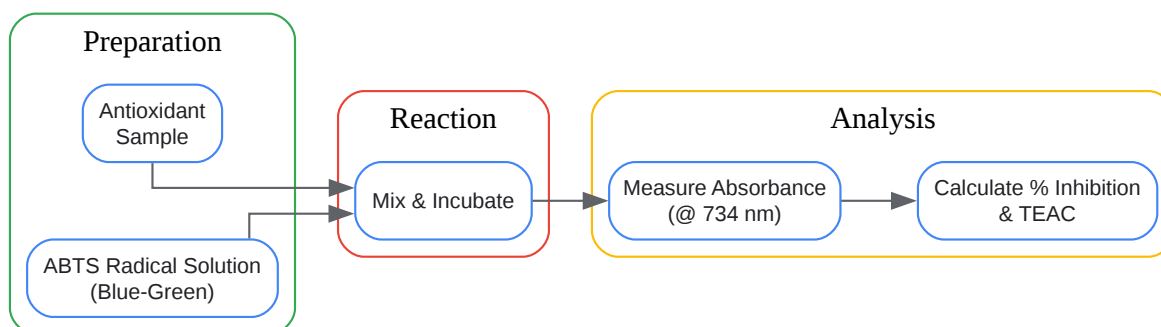 Preparation
Antioxidant
Sample
ABTS Radical Solution
(Blue-Green)
Reaction
Mix & Incubate
Analysis
Measure Absorbance
(@ 734 nm)
Calculate % Inhibition
& TEAC